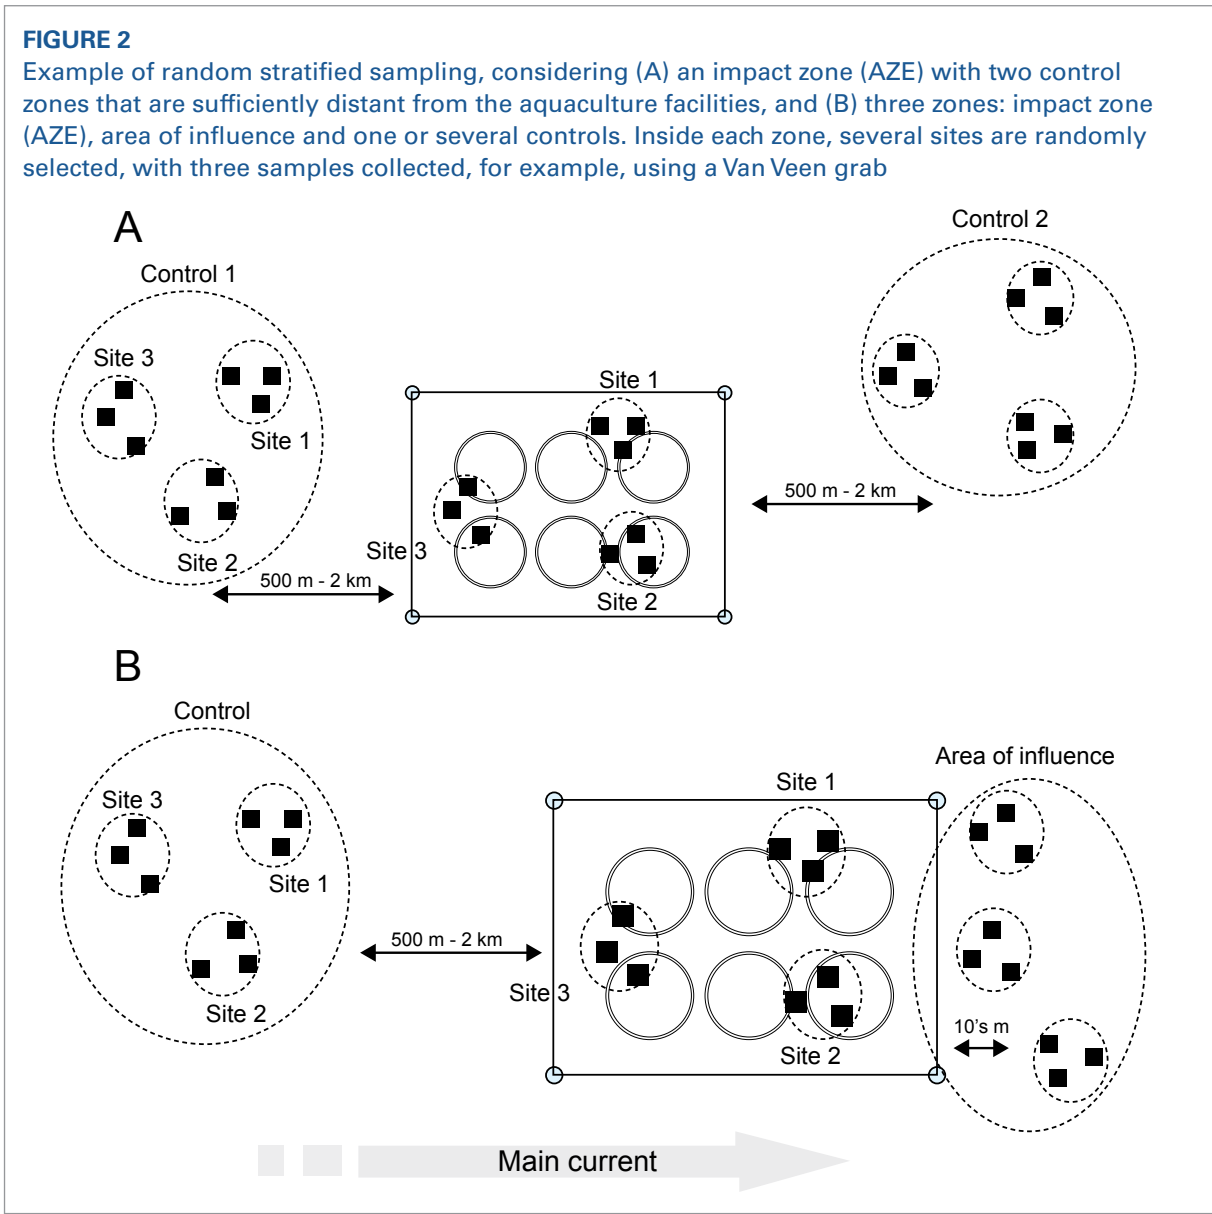 FIGURE 2
Example of random stratified sampling, considering (A) an impact zone (AZE) with two control
zones that are sufficiently distant from the aquaculture facilities, and (B) three zones: impact zone
(AZE), area of influence and one or several controls. Inside each zone, several sites are randomly
selected, with three samples collected, for example, using a Van Veen grab
A
Control 2
Control 1
Site 3
Site 1
Site 1
500 m - 2 km
Site 3
Site 2
500 m - 2 km
Site 2
B
Control
Area of influence
Site 1
Site 3
Site 1
500 m - 2 km
Site 3
Site 2
10's m
Site 2
Main current